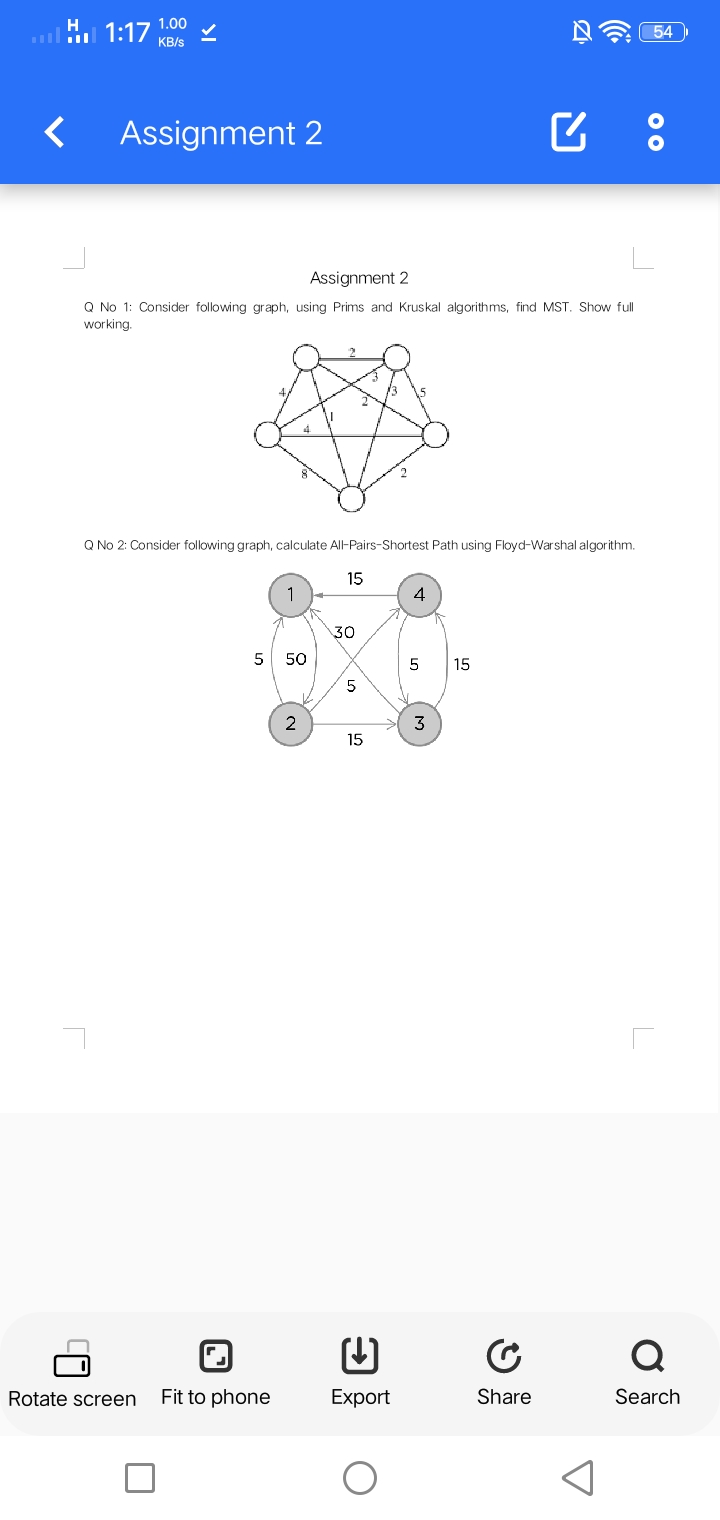 H 1:17 1.00 KB/s 54
Assignment 2
Assignment 2
Q No 1: Consider following graph, using Prims and Kruskal algorithms, find MST. Show full
working.
2
3
4 3 5
2
1
4
8 2
Q No 2: Consider following graph, calculate All-Pairs-Shortest Path using Floyd-Warshal algorithm.
15
1 4
30
5 50 5 15
5
2 3
15
Rotate screen Fit to phone Export Share Search